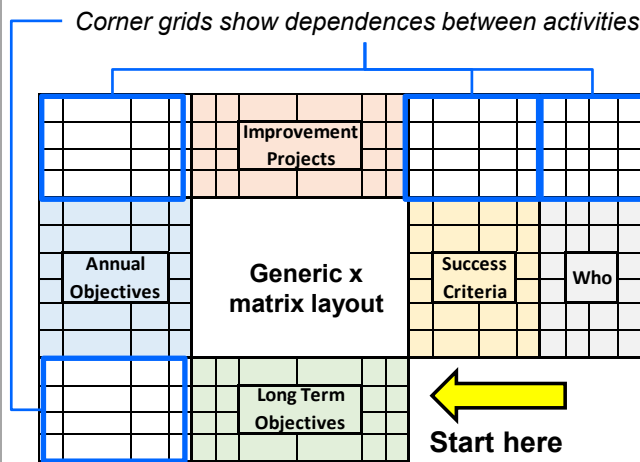 Corner grids show dependences between activities
Improvement
Projects
Annual
Objectives
Generic x
matrix layout
Success
Criteria
Who
Long Term
Objectives
Start here